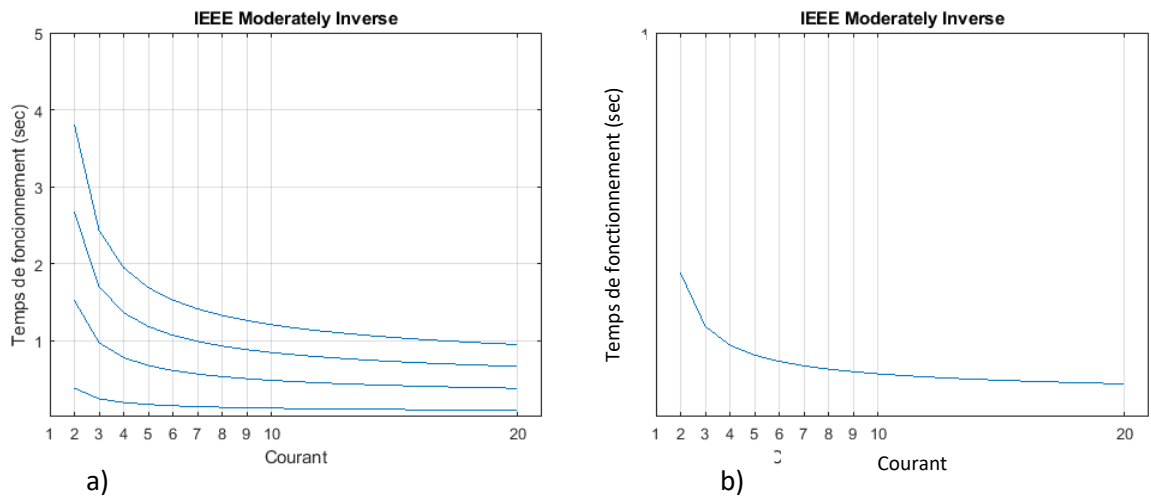 IEEE Moderately Inverse
5
4
3
2
1
Temps de foncionnement (sec)
1 2 3 4 5 6 7 8 9 10 20
Courant
a)
IEEE Moderately Inverse
1
Temps de fonctionnement (sec)
1 2 3 4 5 6 7 8 9 10 20
Courant
b)